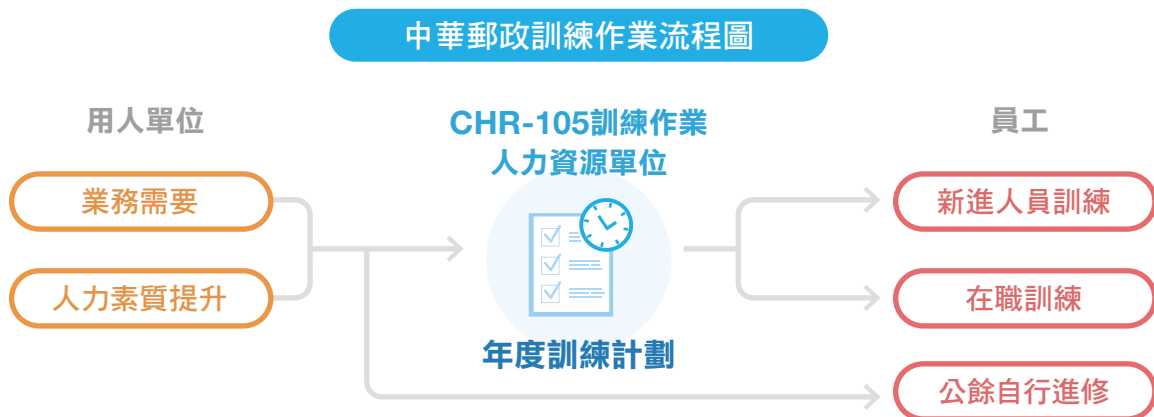 中華郵政訓練作業流程圖
用人單位
業務需要
人力素質提升
CHR-105訓練作業
人力資源單位
年度訓練計劃
員工
新進人員訓練
在職訓練
公餘自行進修